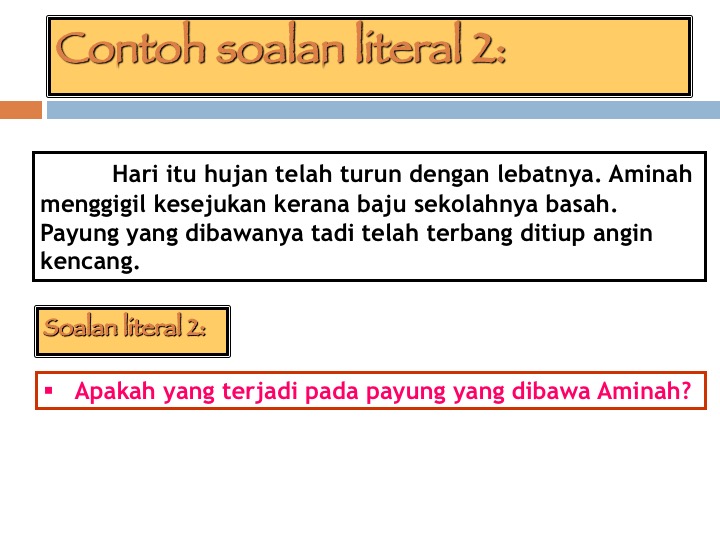 Contoh soalan literal 2:
Hari itu hujan telah turun dengan lebatnya. Aminah
menggigil kesejukan kerana baju sekolahnya basah.
Payung yang dibawanya tadi telah terbang ditiup angin
kencang.
Soalan literal 2:
▪ Apakah yang terjadi pada payung yang dibawa Aminah?